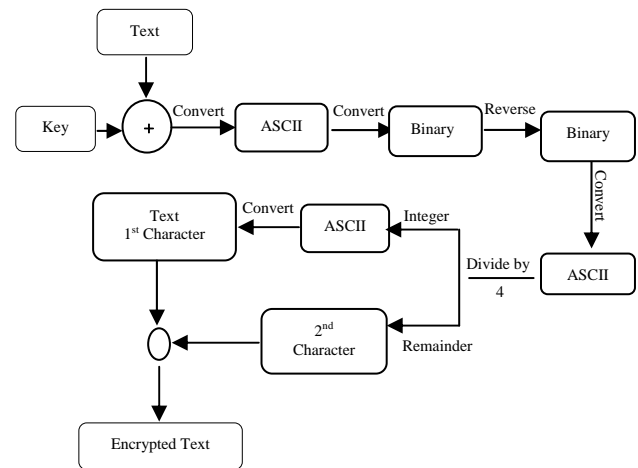 Text
Key
+
Convert
ASCII
Convert
Binary
Reverse
Binary
Convert
ASCII
Divide by
4
Integer
ASCII
Convert
Text
1st Character
Remainder
2nd
Character
Encrypted Text